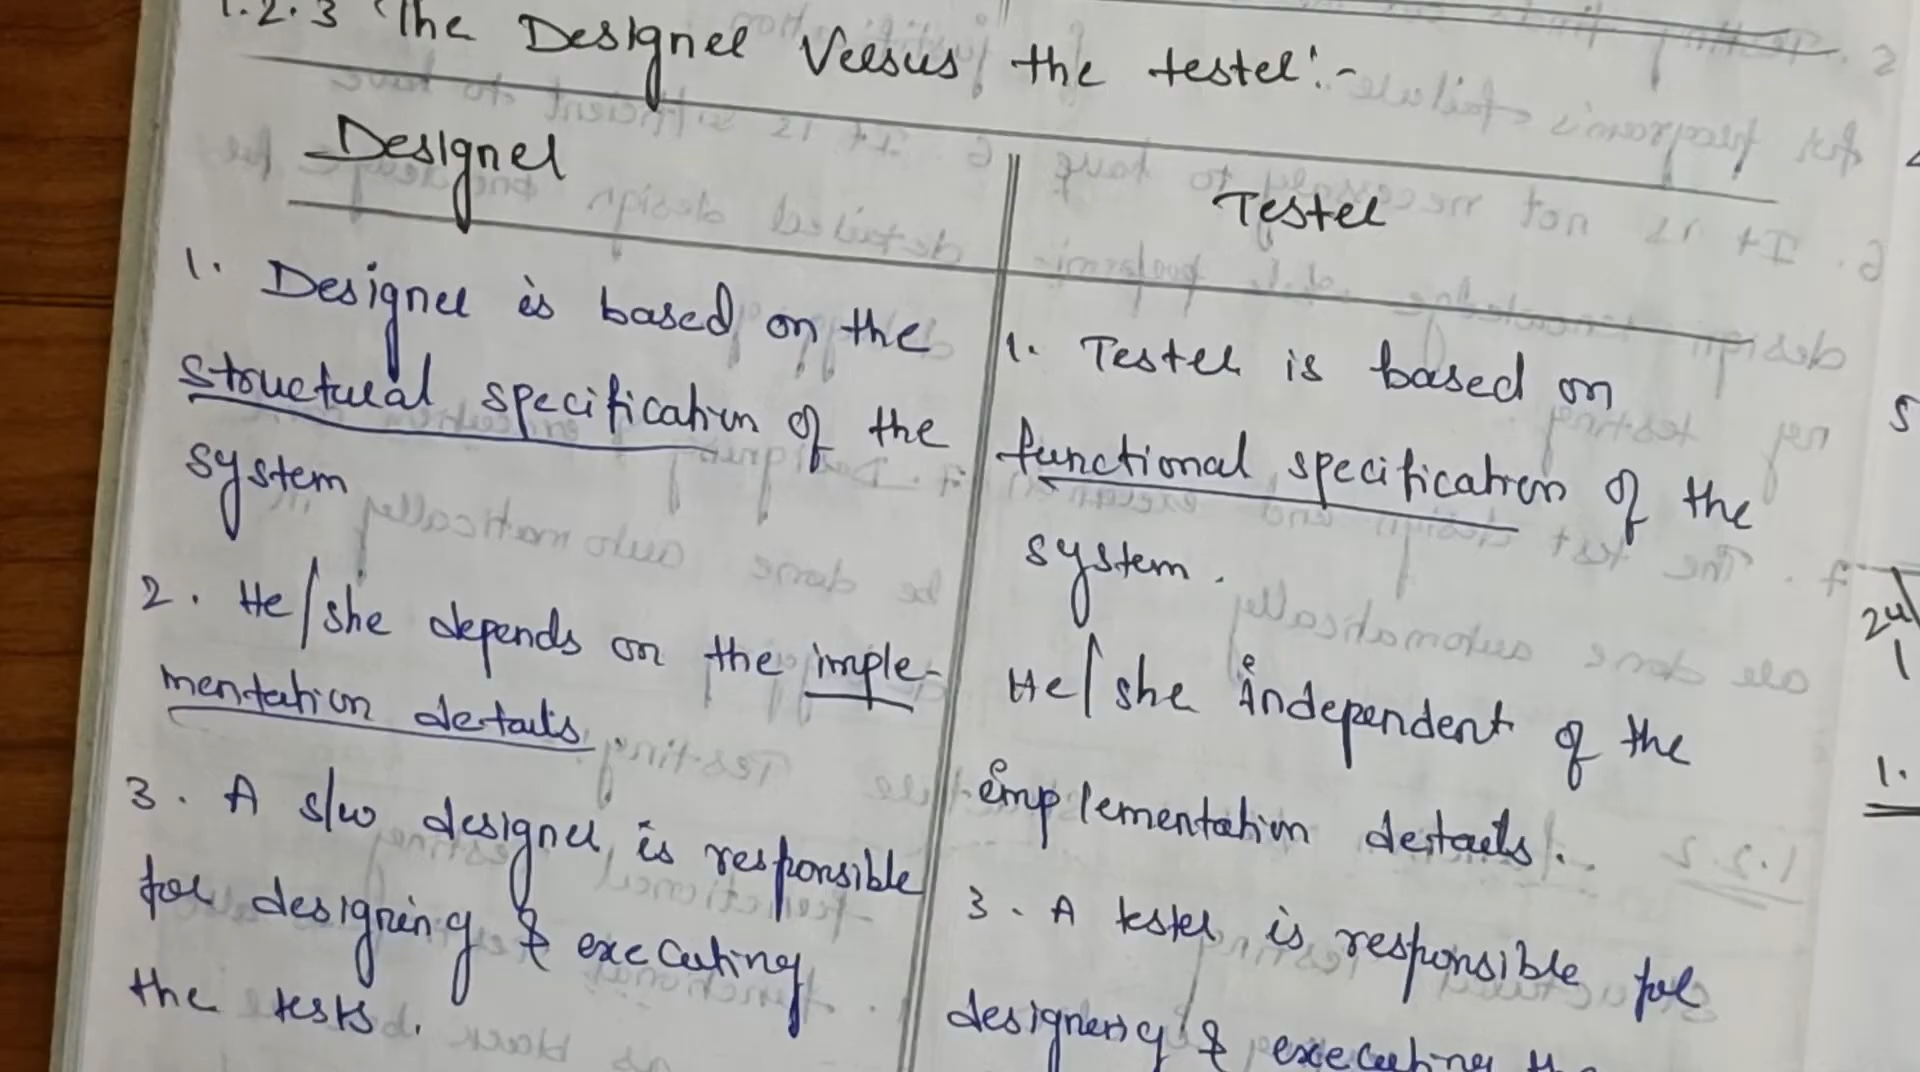 1.2.3 The Designer Versus the tester:-
Designer
Tester
1. Designer is based on the
structural specification of the
system
2. He/she depends on the imple-
mentation details.
3. A s/w designer is responsible
for designing & executing
the tests.
1. Tester is based on
functional specification of the
system.
He/she independent of the
implementation details.
3. A tester is responsible for
designing & executing the